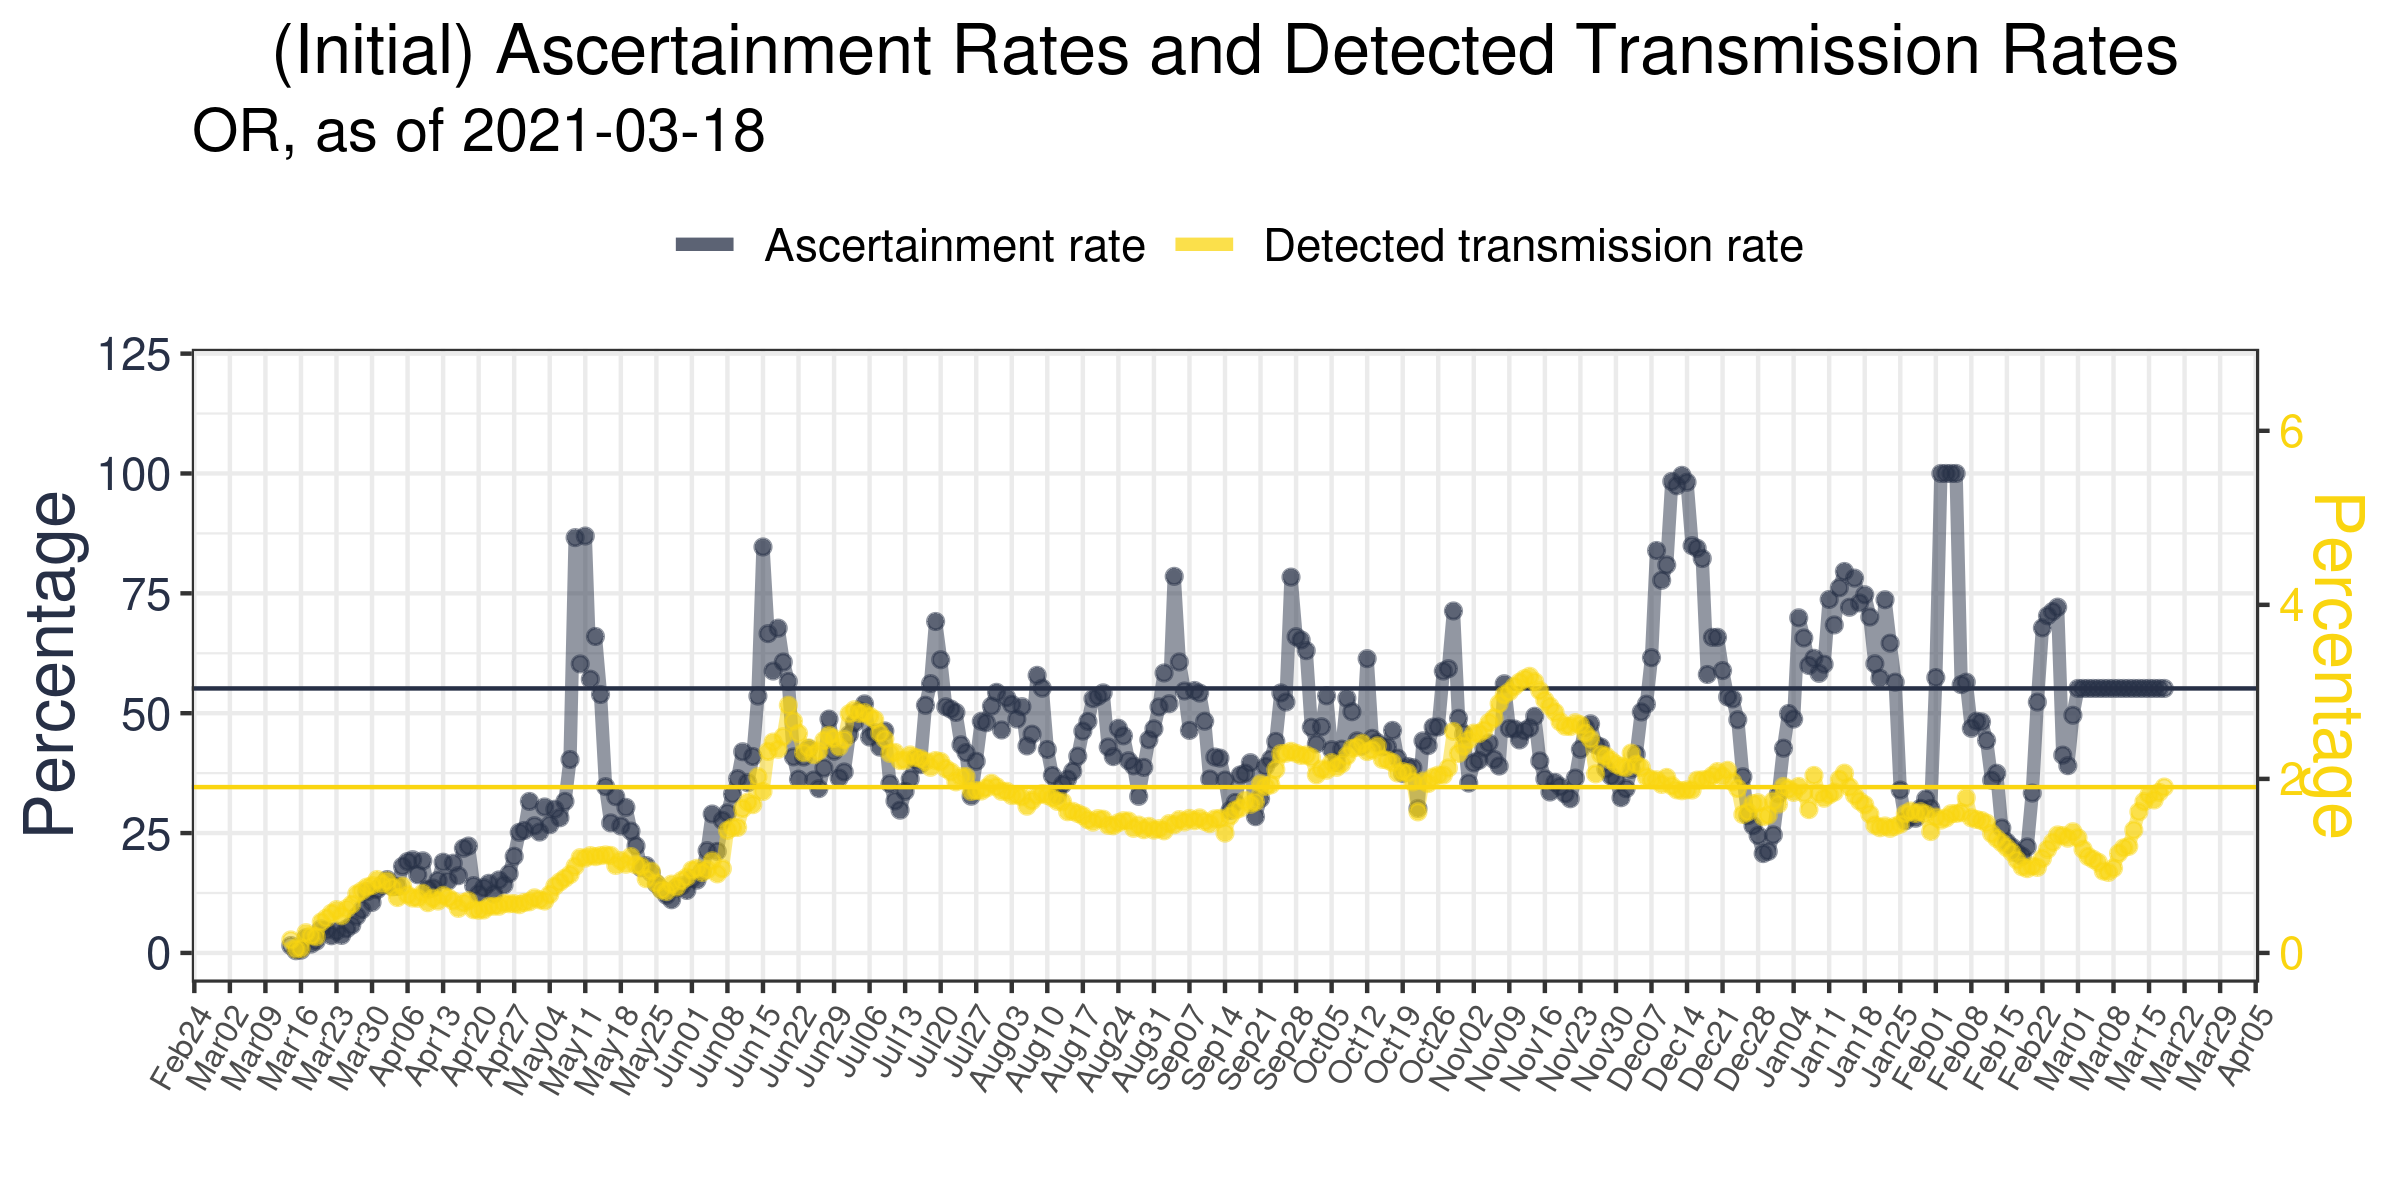 (Initial) Ascertainment Rates and Detected Transmission Rates
OR, as of 2021-03-18
Ascertainment rate Detected transmission rate
Percentage
125
100
75
50
25
0
6
4
2
0
Percentage
Feb24 Mar02 Mar09 Mar16 Mar23 Mar30 Apr06 Apr13 Apr20 Apr27 May04 May11 May18 May25 Jun01 Jun08 Jun15 Jun22 Jun29 Jul06 Jul13 Jul20 Jul27 Aug03 Aug10 Aug17 Aug24 Aug31 Sep07 Sep14 Sep21 Sep28 Oct05 Oct12 Oct19 Oct26 Nov02 Nov09 Nov16 Nov23 Nov30 Dec07 Dec14 Dec21 Dec28 Dec28 Jan04 Jan11 Jan18 Jan25 Feb01 Feb08 Feb15 Feb22 Mar01 Mar08 Mar15 Mar22 Mar29 Apr05